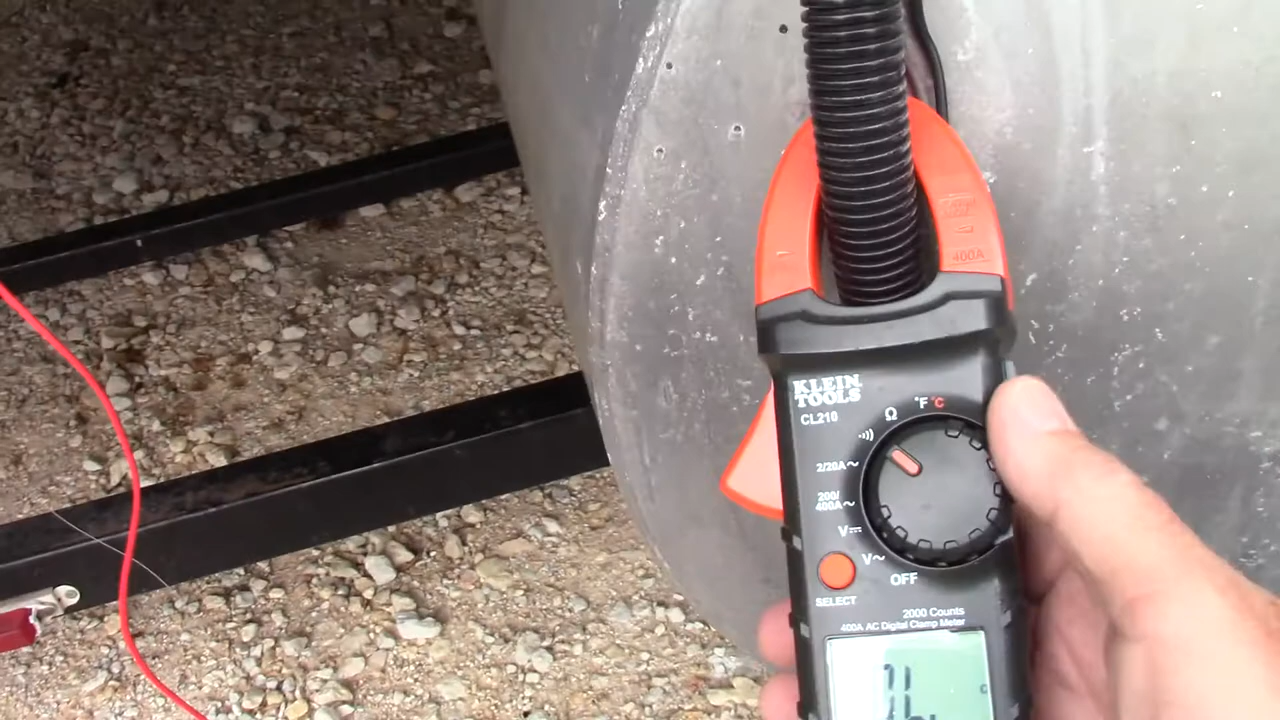 400A
KLEIN
TOOLS
CL210
Ω
°F °C
2/20A~
200/
400A~
V
V~
OFF
SELECT
2000 Counts
400A AC Digital Clamp Meter